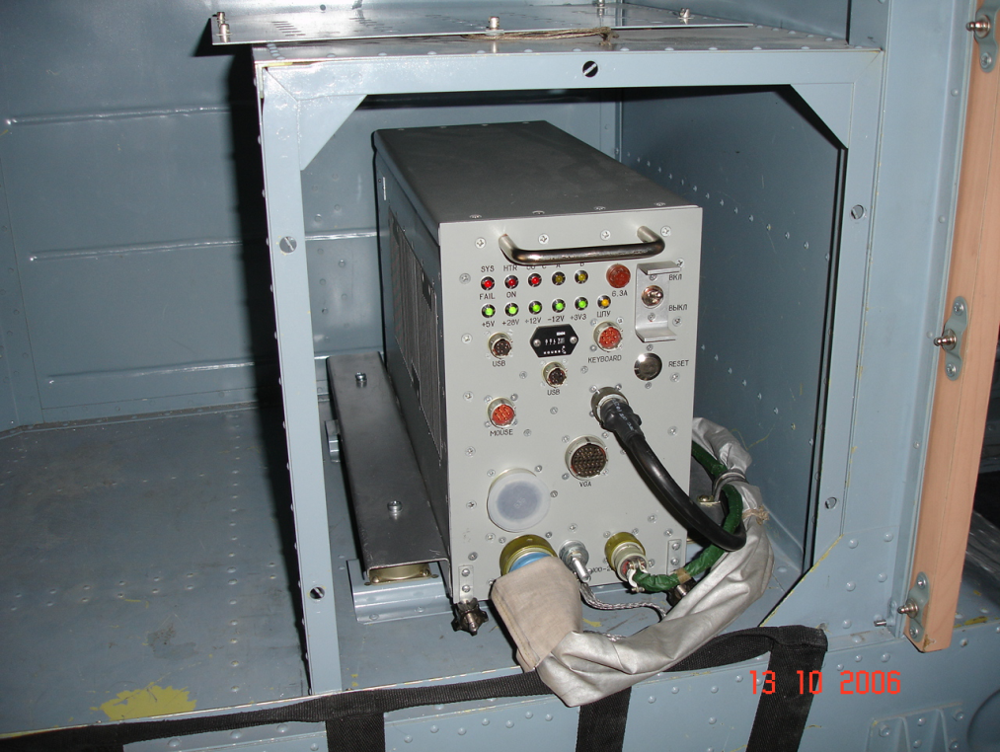 SYS HTR
FAIL ON
6.3A
ВКЛ
ВЫКЛ
+5V +28V +12V -12V +3V3 ЦПУ
USB
KEYBOARD
RESET
USB
MOUSE
VGA
13 10 2006